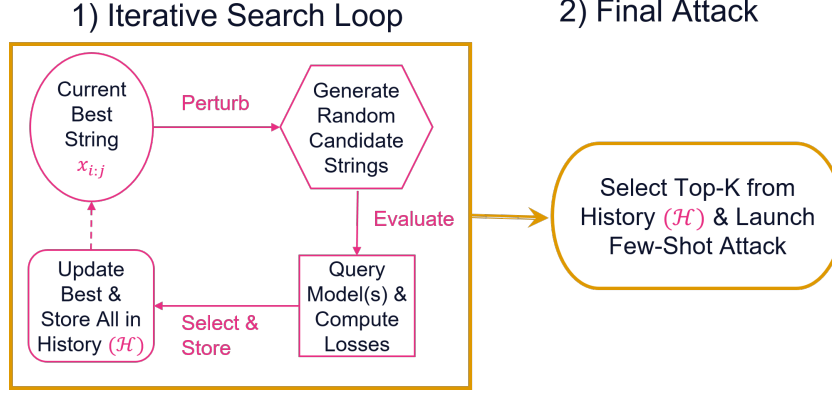 1) Iterative Search Loop
2) Final Attack
Current
Best
String
x_{i:j}
Perturb
Generate
Random
Candidate
Strings
Evaluate
Query
Model(s) &
Compute
Losses
Select &
Store
Update
Best &
Store All in
History (ℋ)
Select Top-K from
History (ℋ) & Launch
Few-Shot Attack